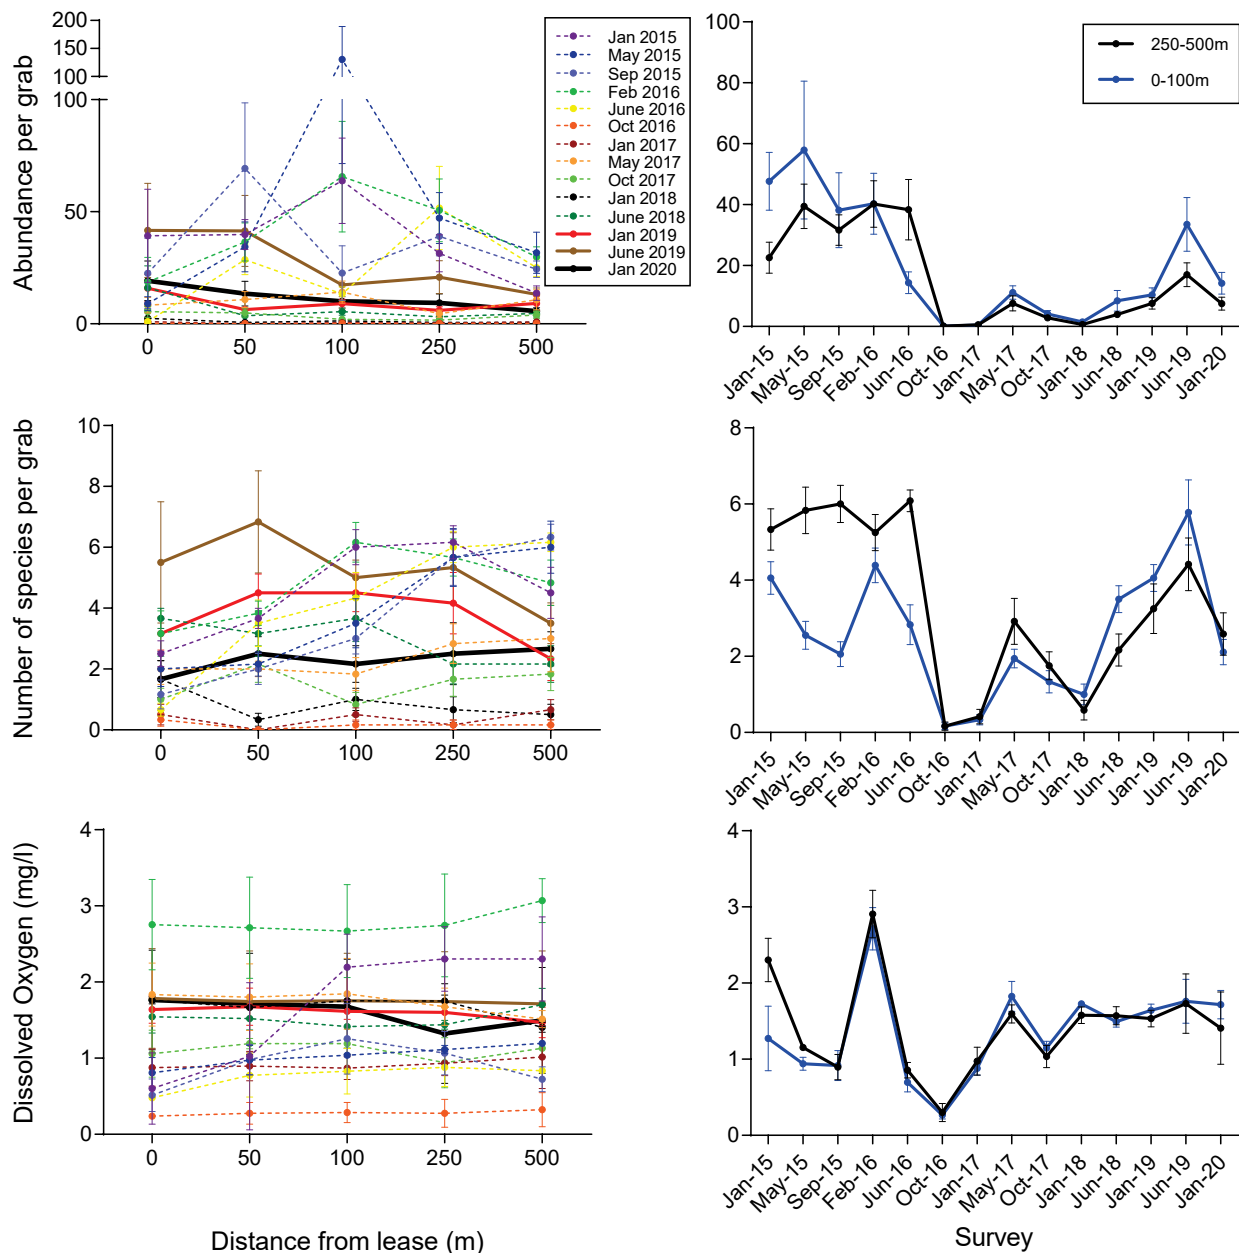 Abundance per grab
200
150
100
100
50
0
0 50 100 250 500
Jan 2015
May 2015
Sep 2015
Feb 2016
June 2016
Oct 2016
Jan 2017
May 2017
Oct 2017
Jan 2018
June 2018
Jan 2019
June 2019
Jan 2020
100
80
60
40
20
0
250-500m
0-100m
Jan-15 May-15 Sep-15 Feb-16 Jun-16 Oct-16 Jan-17 May-17 Oct-17 Jan-18 Jun-18 Jan-19 Jun-19 Jan-20
Number of species per grab
10
8
6
4
2
0
0 50 100 250 500
8
6
4
2
0
Jan-15 May-15 Sep-15 Feb-16 Jun-16 Oct-16 Jan-17 May-17 Oct-17 Jan-18 Jun-18 Jan-19 Jun-19 Jan-20
Dissolved Oxygen (mg/l)
4
3
2
1
0
0 50 100 250 500
Distance from lease (m)
4
3
2
1
0
Jan-15 May-15 Sep-15 Feb-16 Jun-16 Oct-16 Jan-17 May-17 Oct-17 Jan-18 Jun-18 Jan-19 Jun-19 Jan-20
Survey